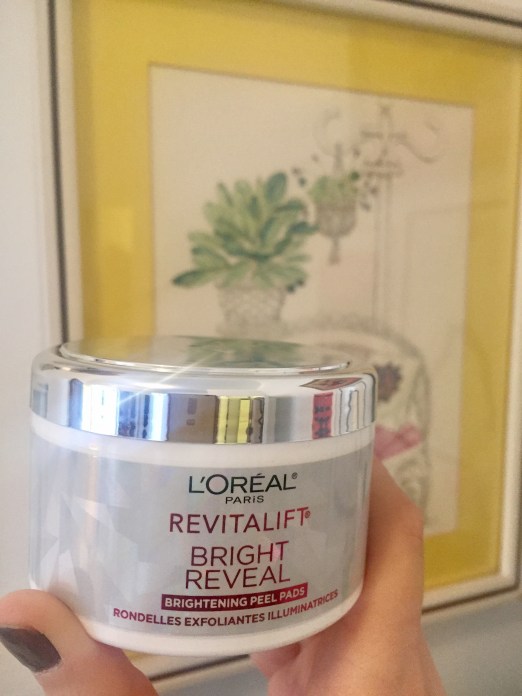 L'ORÉAL®
PARIS
REVITALIFT®
BRIGHT
REVEAL
BRIGHTENING PEEL PADS
RONDELLES EXFOLIANTES ILLUMINATRICES